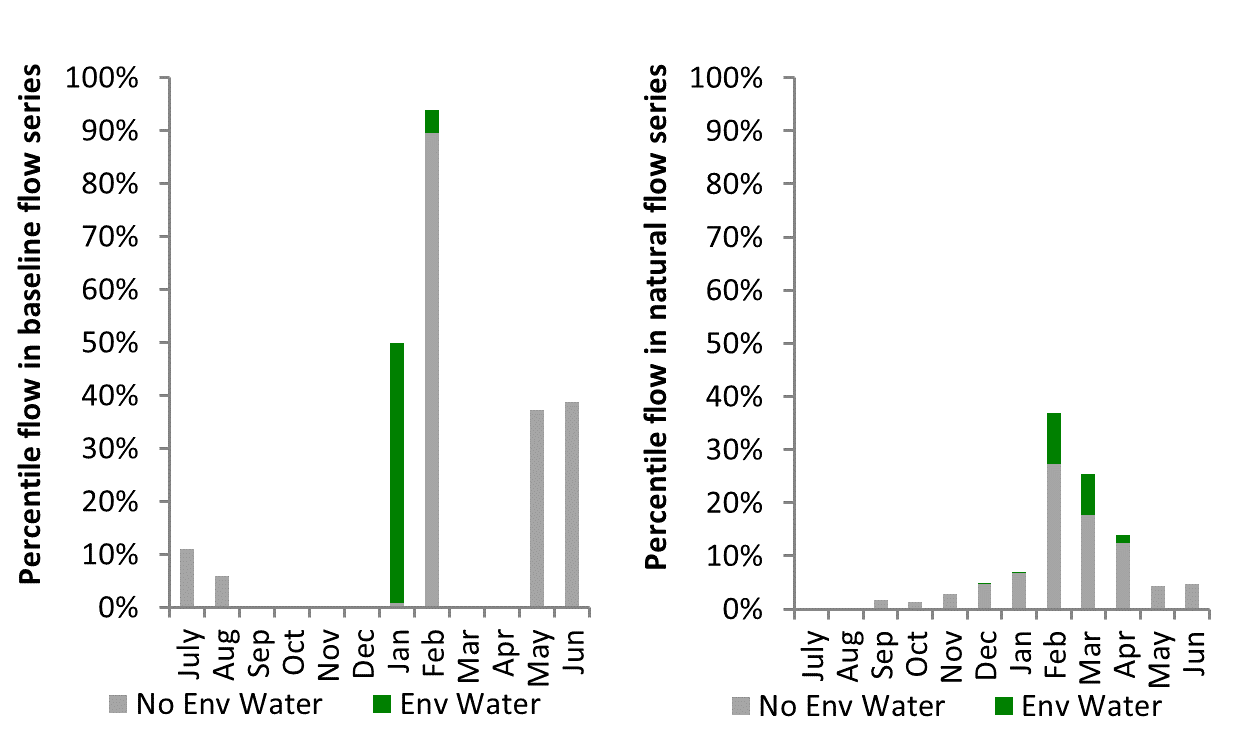 Percentile flow in baseline flow series
100%
90%
80%
70%
60%
50%
40%
30%
20%
10%
0%
July
Aug
Sep
Oct
Nov
Dec
Jan
Feb
Mar
Apr
May
Jun
No Env Water
Env Water
Percentile flow in natural flow series
100%
90%
80%
70%
60%
50%
40%
30%
20%
10%
0%
July
Aug
Sep
Oct
Nov
Dec
Jan
Feb
Mar
Apr
May
Jun
No Env Water
Env Water